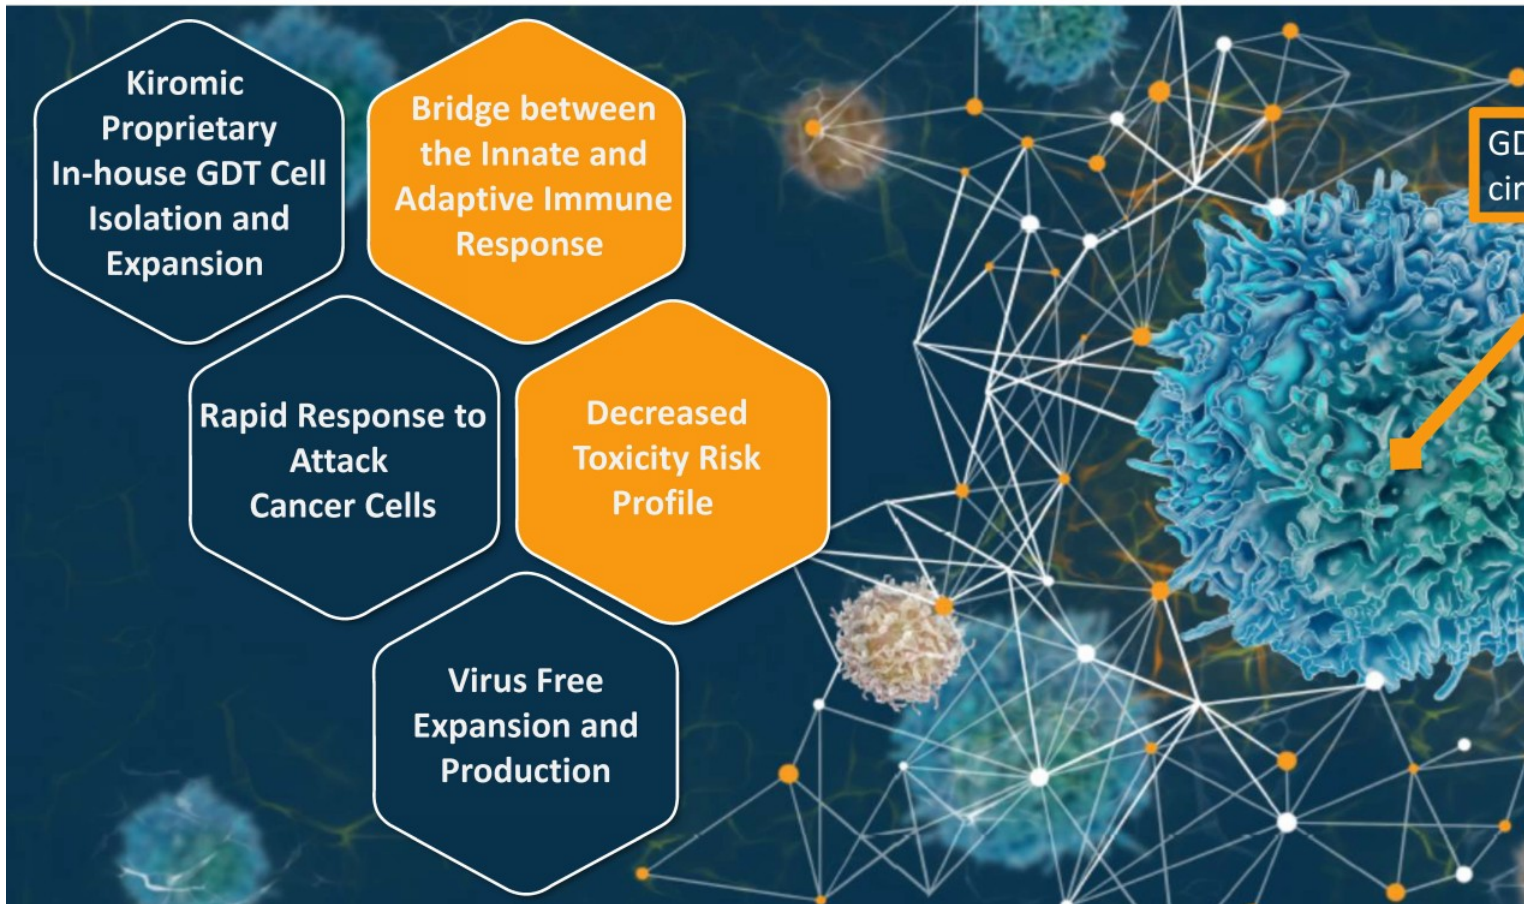 Kiromic
Proprietary
In-house GDT Cell
Isolation and
Expansion
Bridge between
the Innate and
Adaptive Immune
Response
Rapid Response to
Attack
Cancer Cells
Decreased
Toxicity Risk
Profile
Virus Free
Expansion and
Production